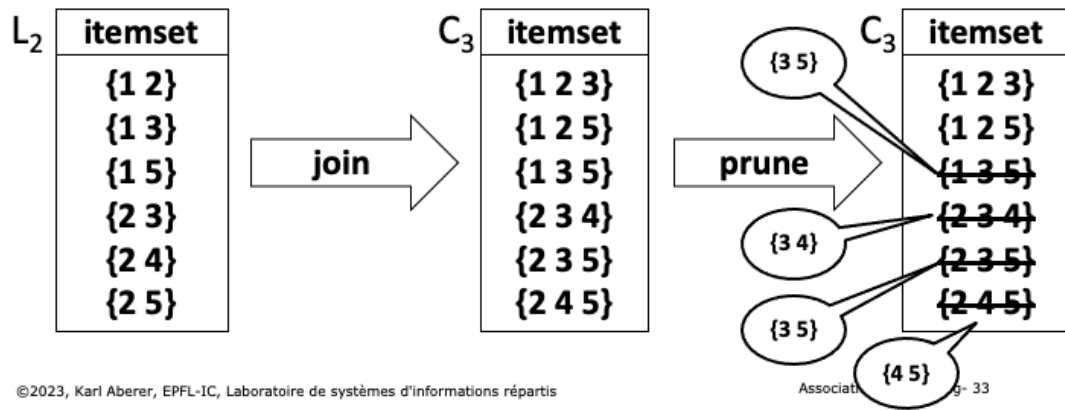 L2
itemset
{1 2}
{1 3}
{1 5}
{2 3}
{2 4}
{2 5}
join
C3
itemset
{1 2 3}
{1 2 5}
{1 3 5}
{2 3 4}
{2 3 5}
{2 4 5}
prune
{3 5}
{3 4}
{3 5}
{4 5}
C3
itemset
{1 2 3}
{1 2 5}
{1 3 5}
{2 3 4}
{2 3 5}
{2 4 5}
©2023, Karl Aberer, EPFL-IC, Laboratoire de systèmes d'informations répartis
- 33